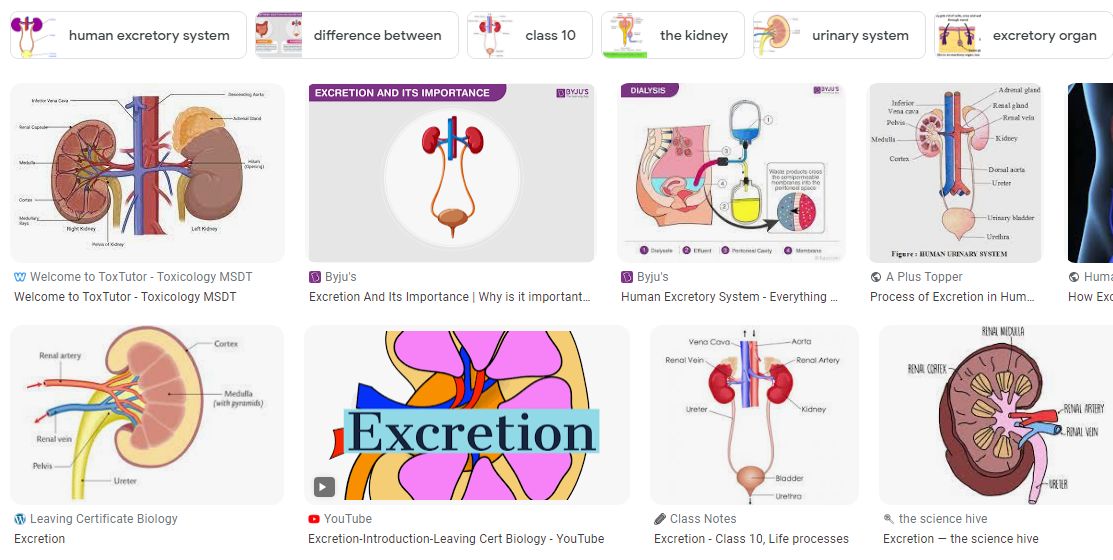 human excretory system
difference between
class 10
the kidney
urinary system
excretory organ
Inferior Vena Cava
Descending Aorta
Renal Capsule
Adrenal Gland
Medulla
Hilum
(Opening)
Cortex
Medullary
Rays
Right Kidney
Left Kidney
Pelvis of Kidney
EXCRETION AND ITS IMPORTANCE
BYJU'S
DIALYSIS
BYJU'S
1
3
4
2
Waste products cross
the semipermeable
membranes into the
peritoneal space
1 Dialysate
2 Effluent
3 Peritoneal Cavity
4 Membrane
Adrenal gland
Inferior
Vena cava
Renal gland
Pelvis
Renal vein
Medulla
Kidney
Cortex
Dorsal aorta
Ureter
Urinary bladder
Urethra
Figure : HUMAN URINARY SYSTEM
Welcome to ToxTutor - Toxicology MSDT
Welcome to ToxTutor - Toxicology MSDT
Byju's
Excretion And Its Importance | Why is it important...
Byju's
Human Excretory System - Everything ...
A Plus Topper
Process of Excretion in Hum...
Huma
How Exc
Renal artery
Cortex
Medulla
(with pyramids)
Renal vein
Pelvis
Ureter
Excretion
Vena Cava
Aorta
Renal Vein
Renal Artery
Ureter
Kidney
Bladder
Urethra
RENAL MEDULLA
RENAL CORTEX
RENAL ARTERY
RENAL VEIN
URETER
Leaving Certificate Biology
Excretion
YouTube
Excretion-Introduction-Leaving Cert Biology - YouTube
Class Notes
Excretion - Class 10, Life processes
the science hive
Excretion — the science hive